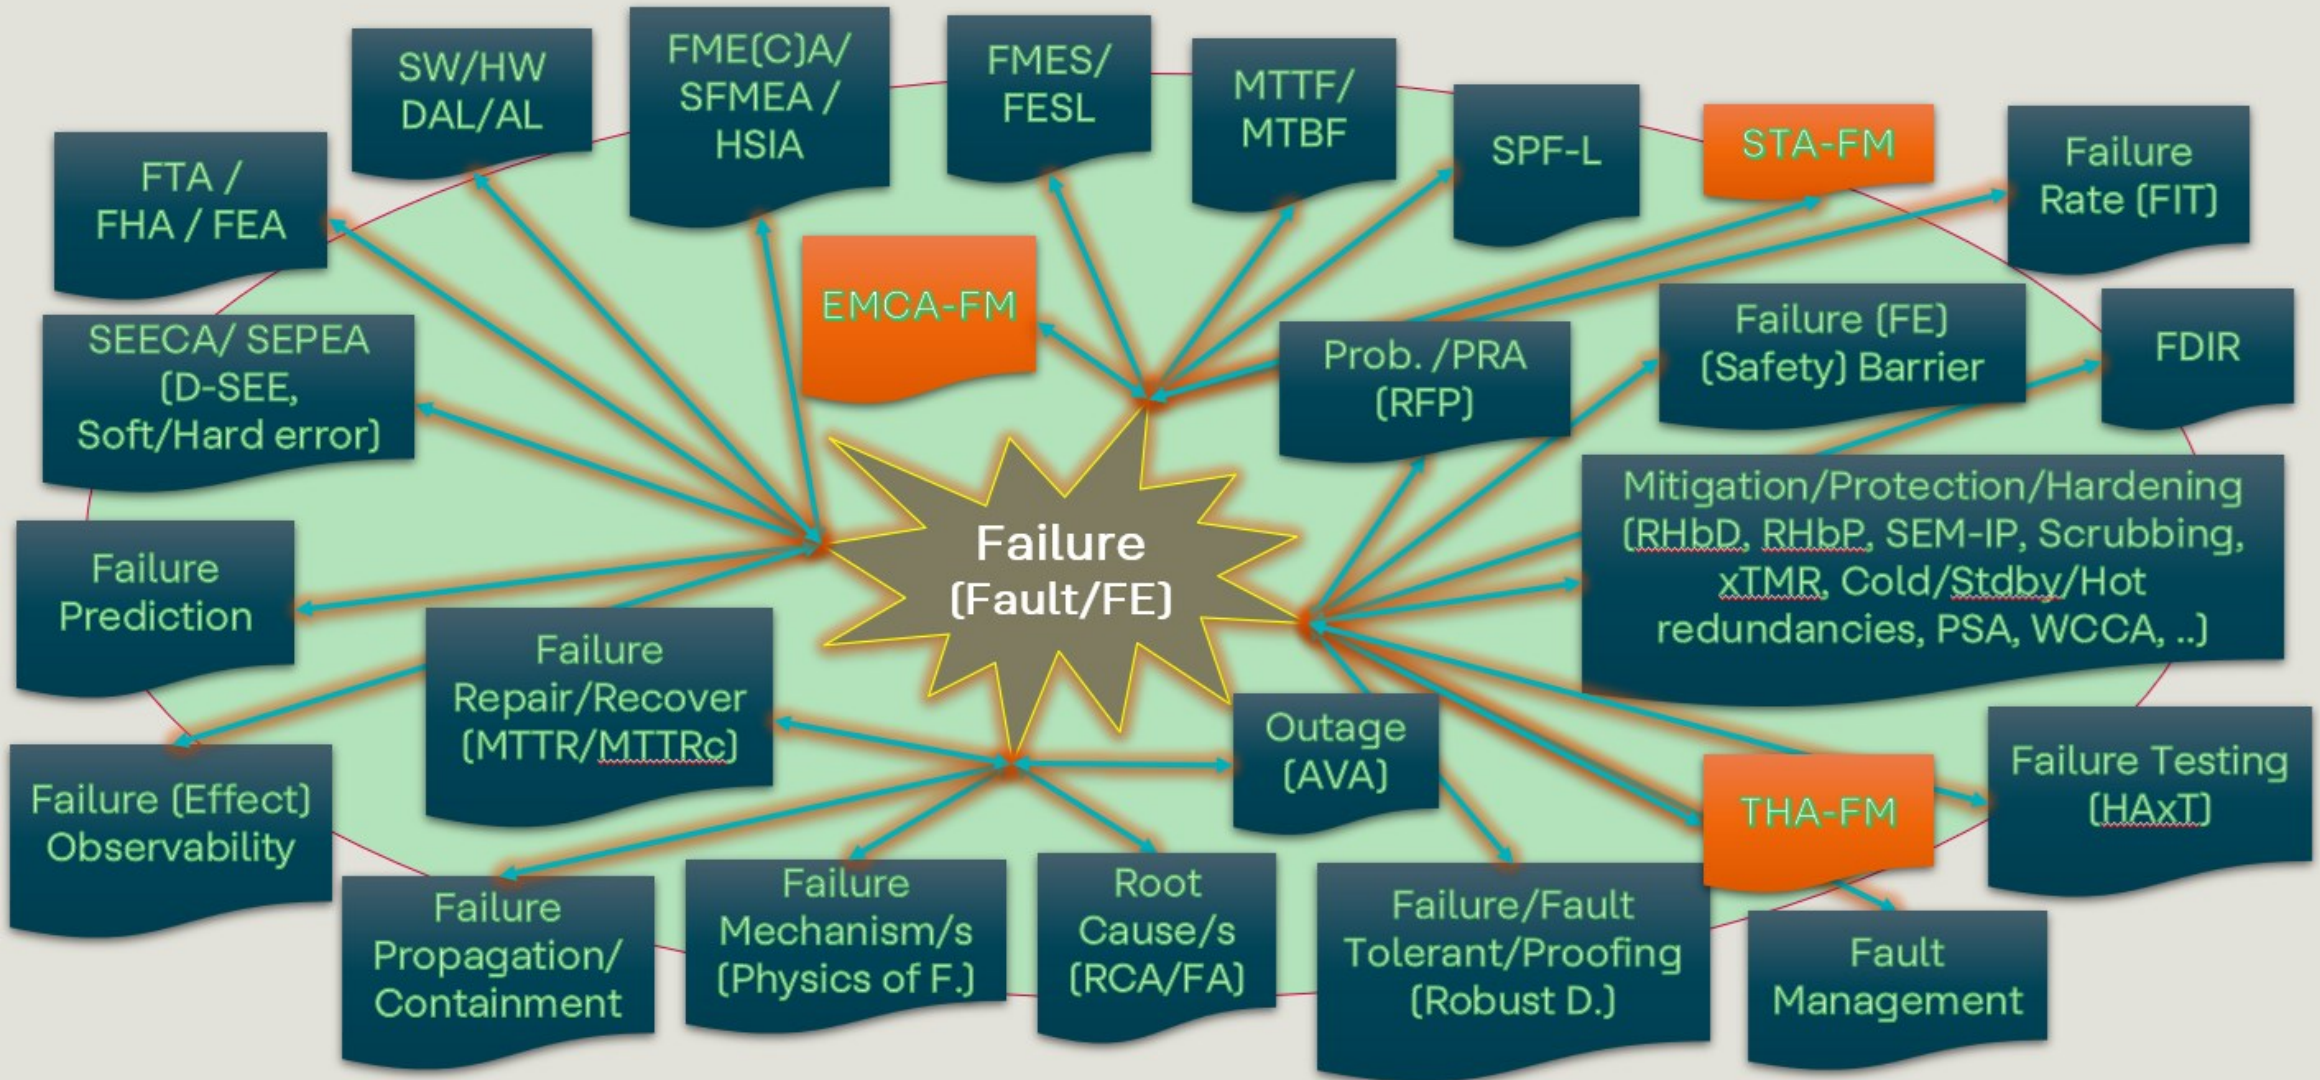 SW/HW
DAL/AL
FME(C)A/
SFMEA /
HSIA
FMES/
FESL
MTTF/
MTBF
SPF-L
STA-FM
Failure
Rate (FIT)
FTA /
FHA / FEA
EMCA-FM
SEECA/ SEPEA
(D-SEE,
Soft/Hard error)
Prob. /PRA
(RFP)
Failure (FE)
(Safety) Barrier
FDIR
Mitigation/Protection/Hardening
(RHbD, RHbP, SEM-IP, Scrubbing,
xTMR, Cold/Stdby/Hot
redundancies, PSA, WCCA, ..)
Failure
(Fault/FE)
Failure
Prediction
Failure
Repair/Recover
(MTTR/MTTRc)
Outage
(AVA)
THA-FM
Failure Testing
(HAxT)
Failure (Effect)
Observability
Failure
Propagation/
Containment
Failure
Mechanism/s
(Physics of F.)
Root
Cause/s
(RCA/FA)
Failure/Fault
Tolerant/Proofing
(Robust D.)
Fault
Management